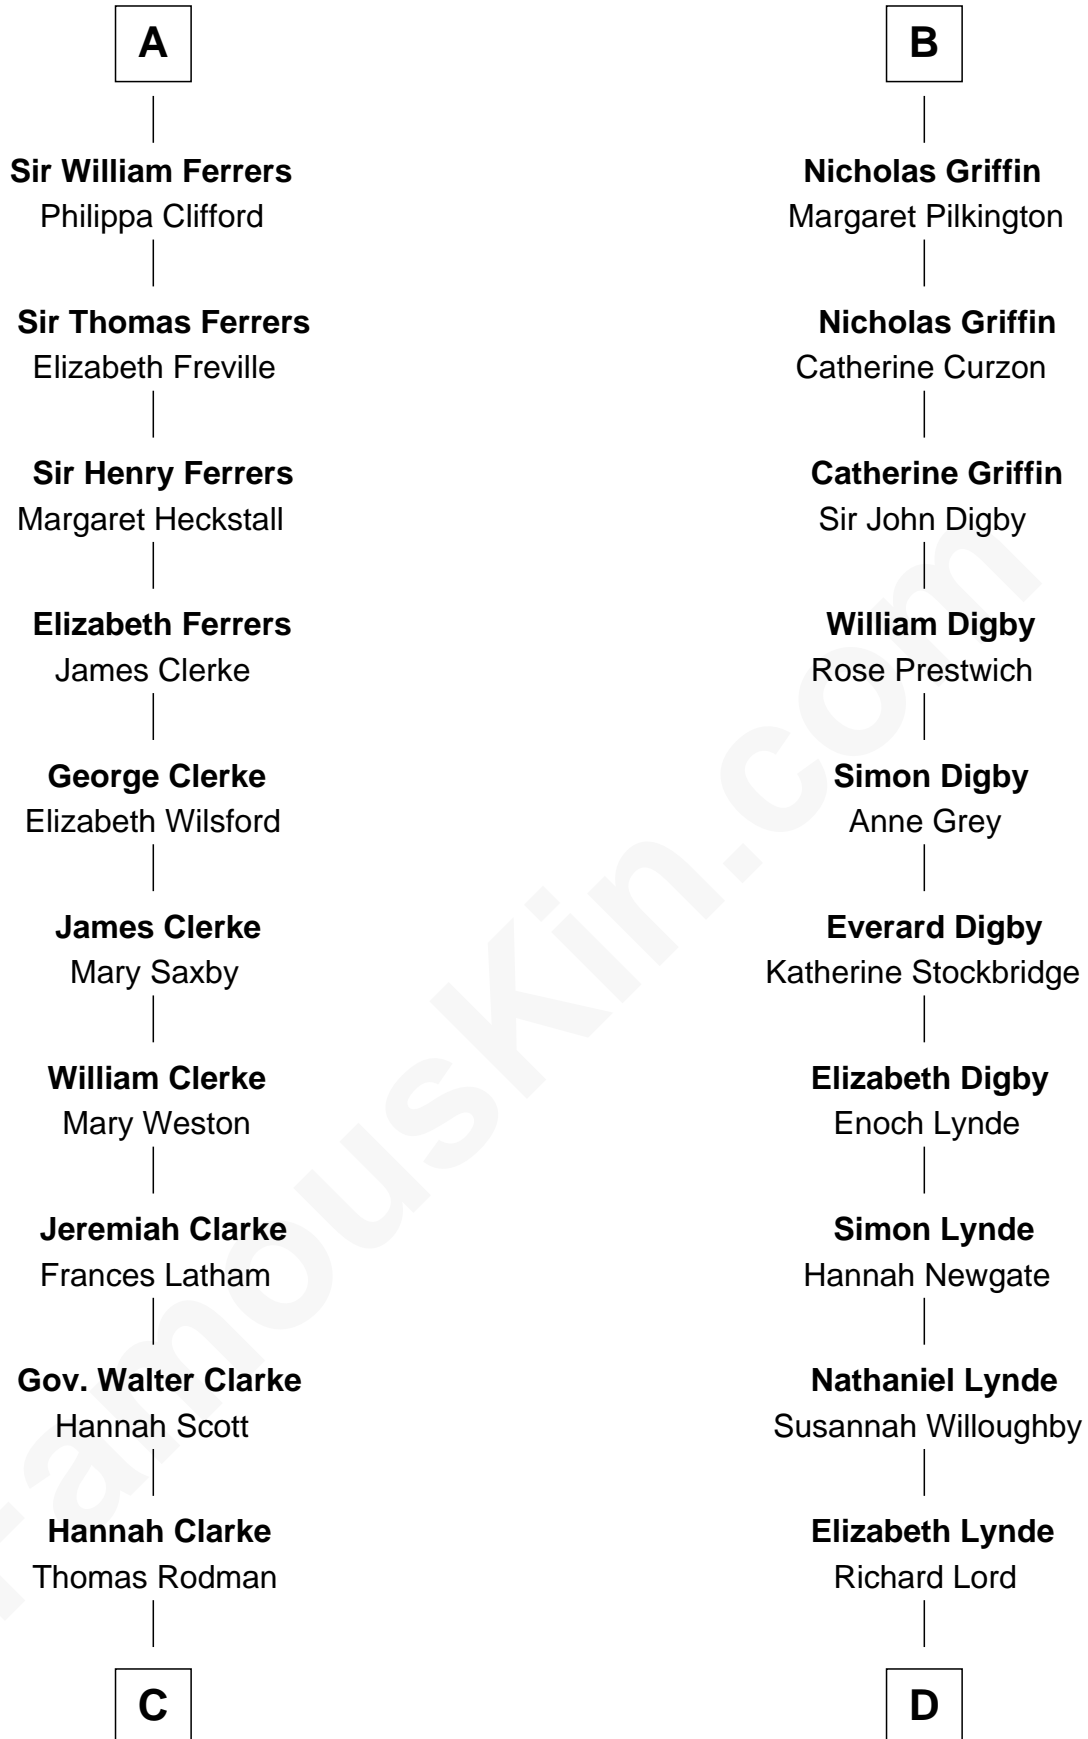 A
Sir William Ferrers
Philippa Clifford
Sir Thomas Ferrers
Elizabeth Freville
Sir Henry Ferrers
Margaret Heckstall
Elizabeth Ferrers
James Clerke
George Clerke
Elizabeth Wilsford
James Clerke
Mary Saxby
William Clerke
Mary Weston
Jeremiah Clarke
Frances Latham
Gov. Walter Clarke
Hannah Scott
Hannah Clarke
Thomas Rodman
C
B
Nicholas Griffin
Margaret Pilkington
Nicholas Griffin
Catherine Curzon
Catherine Griffin
Sir John Digby
William Digby
Rose Prestwich
Simon Digby
Anne Grey
Everard Digby
Katherine Stockbridge
Elizabeth Digby
Enoch Lynde
Simon Lynde
Hannah Newgate
Nathaniel Lynde
Susannah Willoughby
Elizabeth Lynde
Richard Lord
D
FamousKin.com